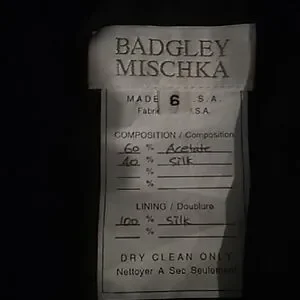 BADGLEY
MISCHKA
MADE 6 .S.A.
Fabric .S.A.
COMPOSITION / Composition
60 % Acetate
40 % Silk
%
%
LINING / Doublure
100 % Silk
%
DRY CLEAN ONLY
Nettoyer A Sec Seulement